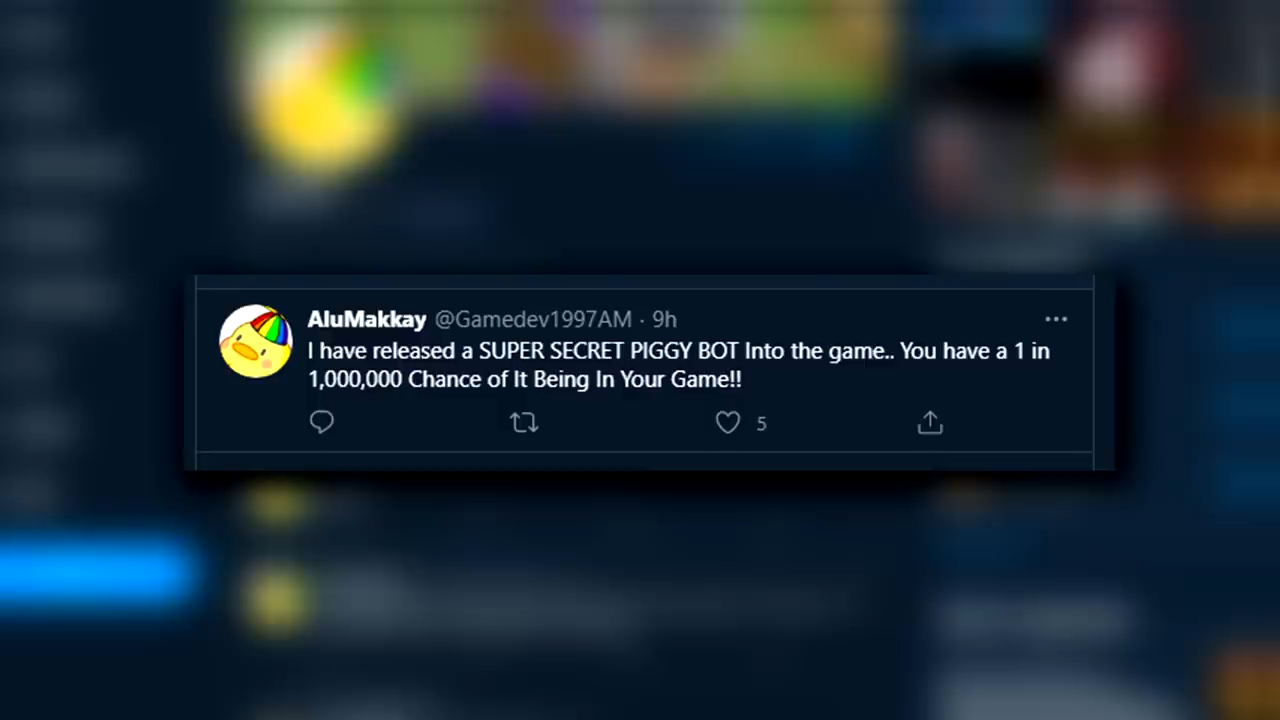 AluMakkay @Gamedev1997AM · 9h
I have released a SUPER SECRET PIGGY BOT Into the game.. You have a 1 in
1,000,000 Chance of It Being In Your Game!!
5